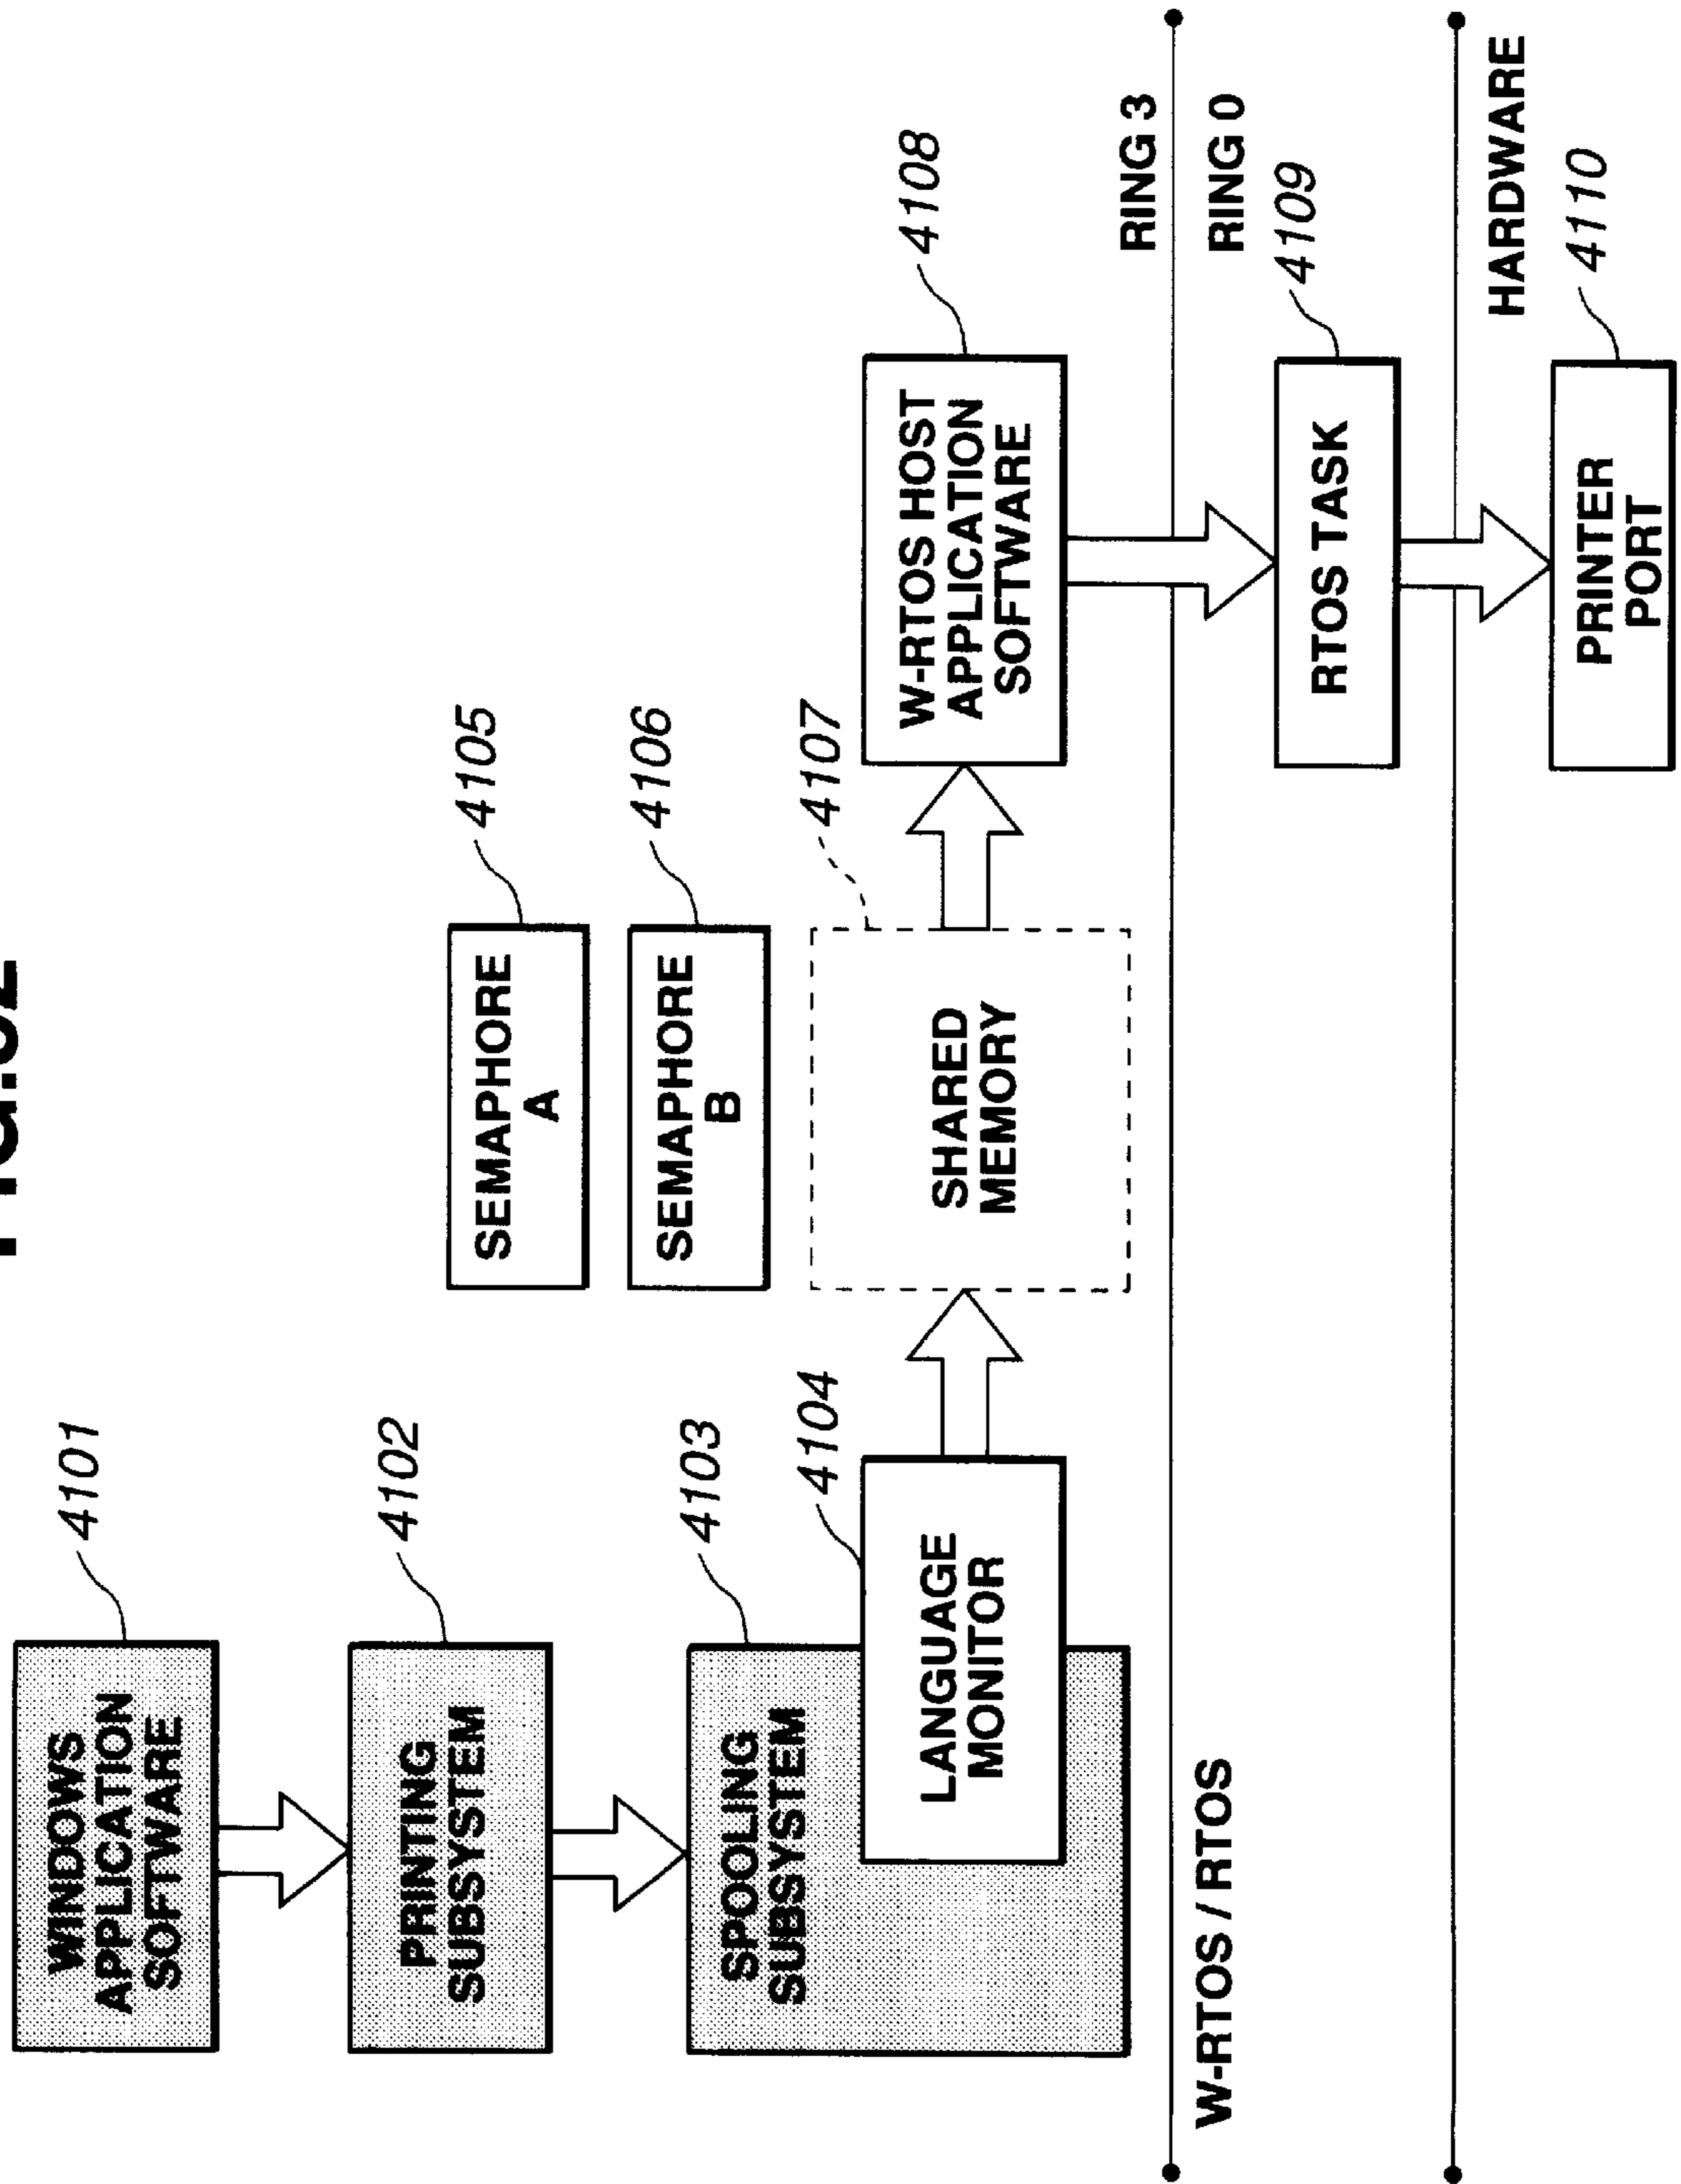 WINDOWS
APPLICATION
SOFTWARE
4101
PRINTING
SUBSYSTEM
4102
SPOOLING
SUBSYSTEM
4103
LANGUAGE
MONITOR
4104
SEMAPHORE
A
4105
SEMAPHORE
B
4106
SHARED
MEMORY
4107
W-RTOS HOST
APPLICATION
SOFTWARE
4108
RING 3
W-RTOS / RTOS
RING 0
RTOS TASK
4109
HARDWARE
PRINTER
PORT
4110